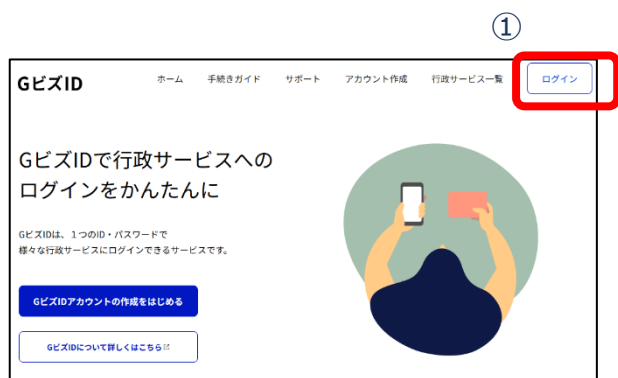 ①
GビズID
ホーム 手続きガイド サポート アカウント作成 行政サービス一覧 ログイン
GビズIDで行政サービスへの
ログインをかんたんに
GビズIDは、1つのID・パスワードで
様々な行政サービスにログインできるサービスです。
GビズIDアカウントの作成をはじめる
GビズIDについて詳しくはこちら